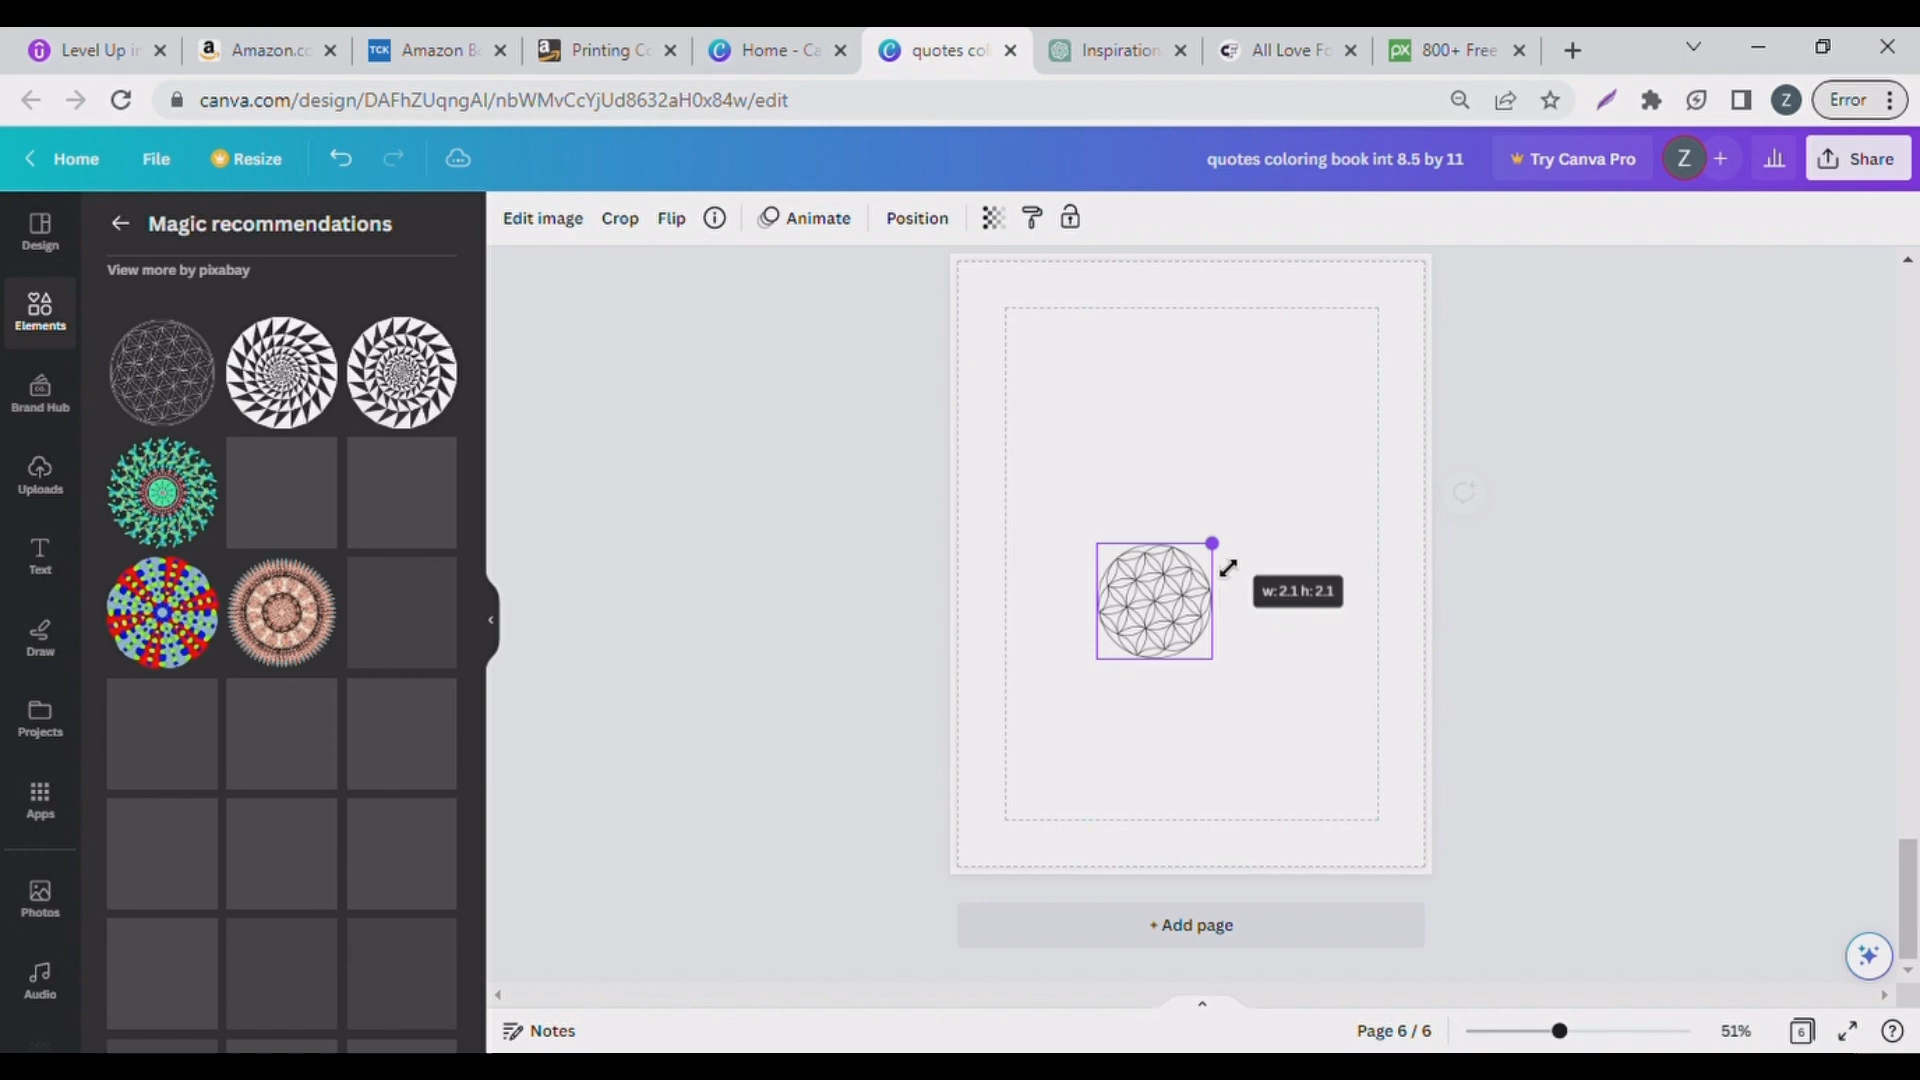 Level Up i
Amazon.c
TCK
Amazon B
Printing C
Home - Ca
quotes col
Inspiration
All Love Fo
PX
800+ Free
canva.com/design/DAFhZUqngAI/nbWMvCcYjUd8632aH0x84w/edit
Z
Error
Home
File
Resize
quotes coloring book int 8.5 by 11
Try Canva Pro
Z
Share
Design
Elements
Brand Hub
Uploads
Text
Draw
Projects
Apps
Photos
Audio
Magic recommendations
View more by pixabay
Edit image
Crop
Flip
Animate
Position
w: 2.1 h: 2.1
+ Add page
Notes
Page 6 / 6
51%
6